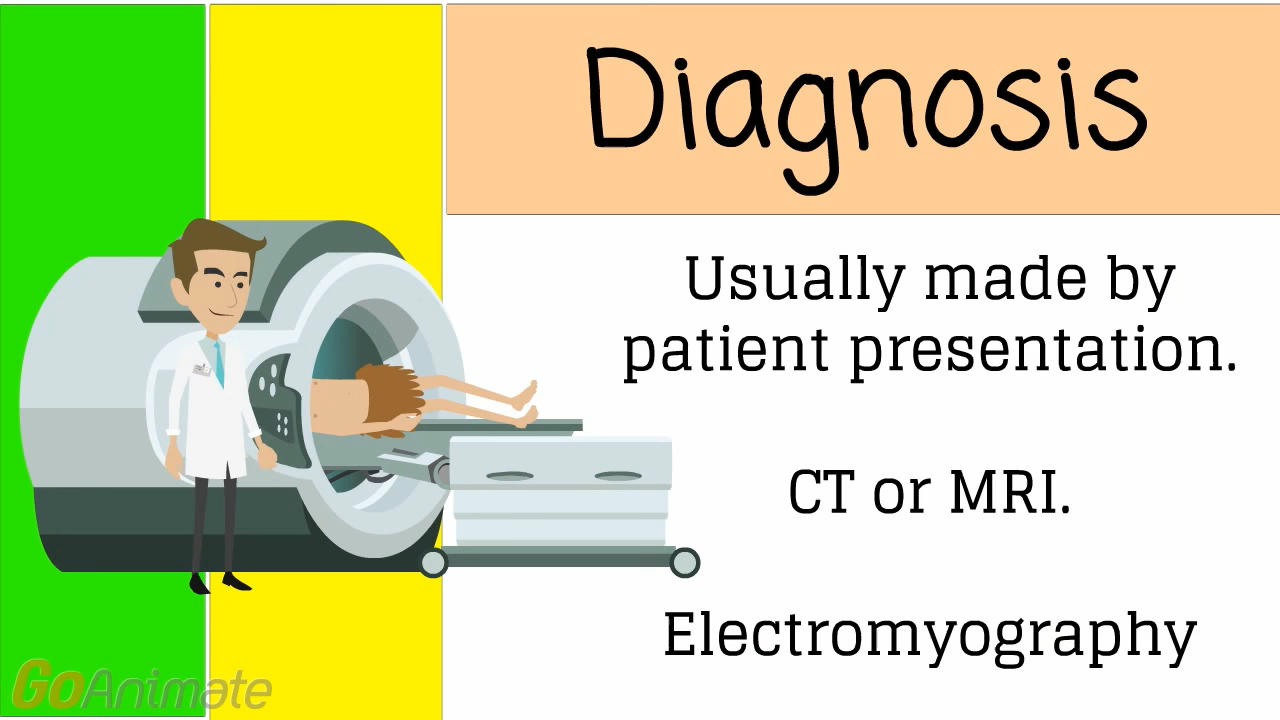 Diagnosis
Usually made by
patient presentation.
CT or MRI.
Electromyography
GoAnimate